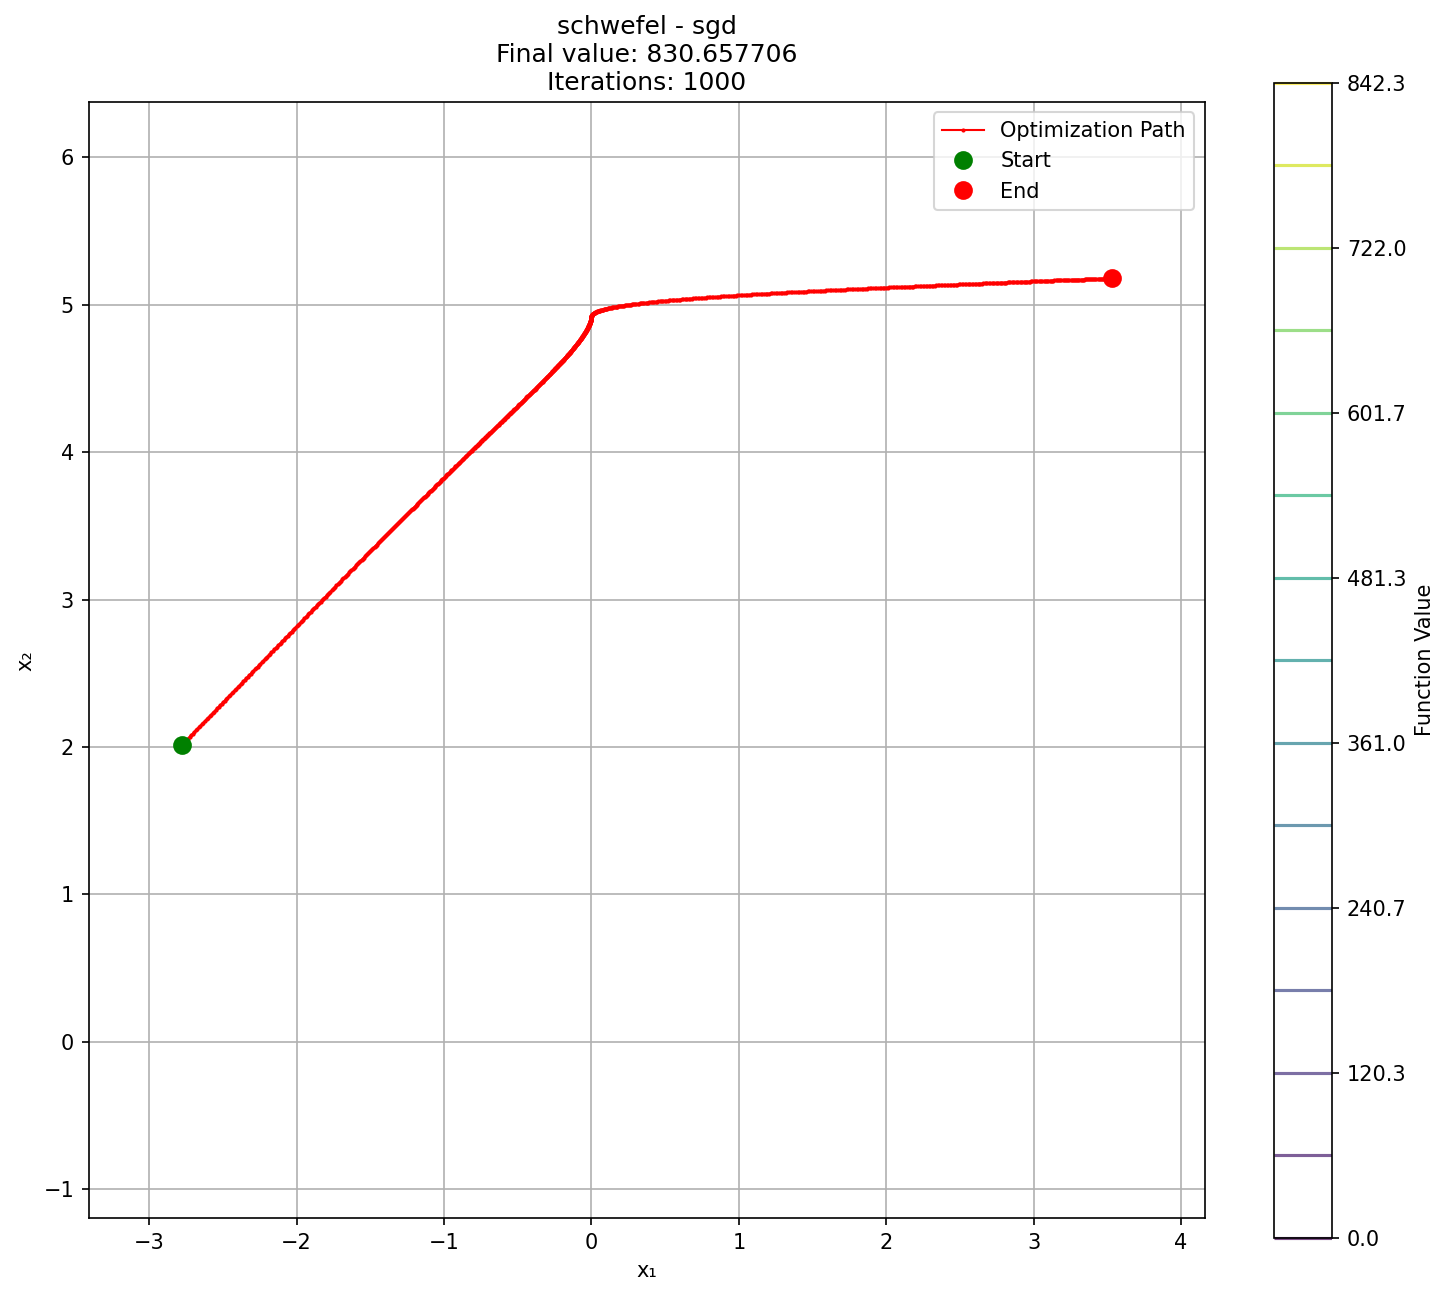 schwefel - sgd
Final value: 830.657706
Iterations: 1000
Optimization Path
Start
End
6
5
4
3
2
1
0
−1
x₂
−3
−2
−1
0
1
2
3
4
x₁
842.3
722.0
601.7
481.3
361.0
240.7
120.3
0.0
Function Value